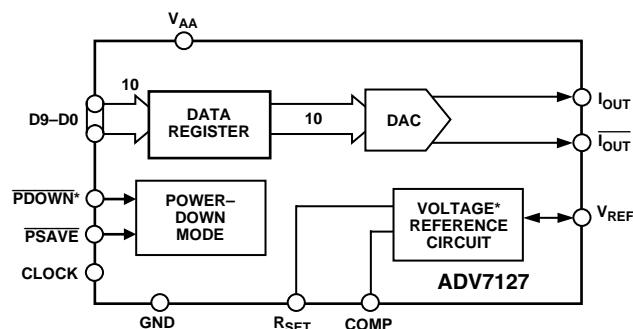 VAA
10
D9–D0
DATA
REGISTER
10
DAC
IOUT
IOUT
PDOWN*
PSAVE
POWER–
DOWN
MODE
VOLTAGE*
REFERENCE
CIRCUIT
VREF
CLOCK
ADV7127
GND
RSET
COMP